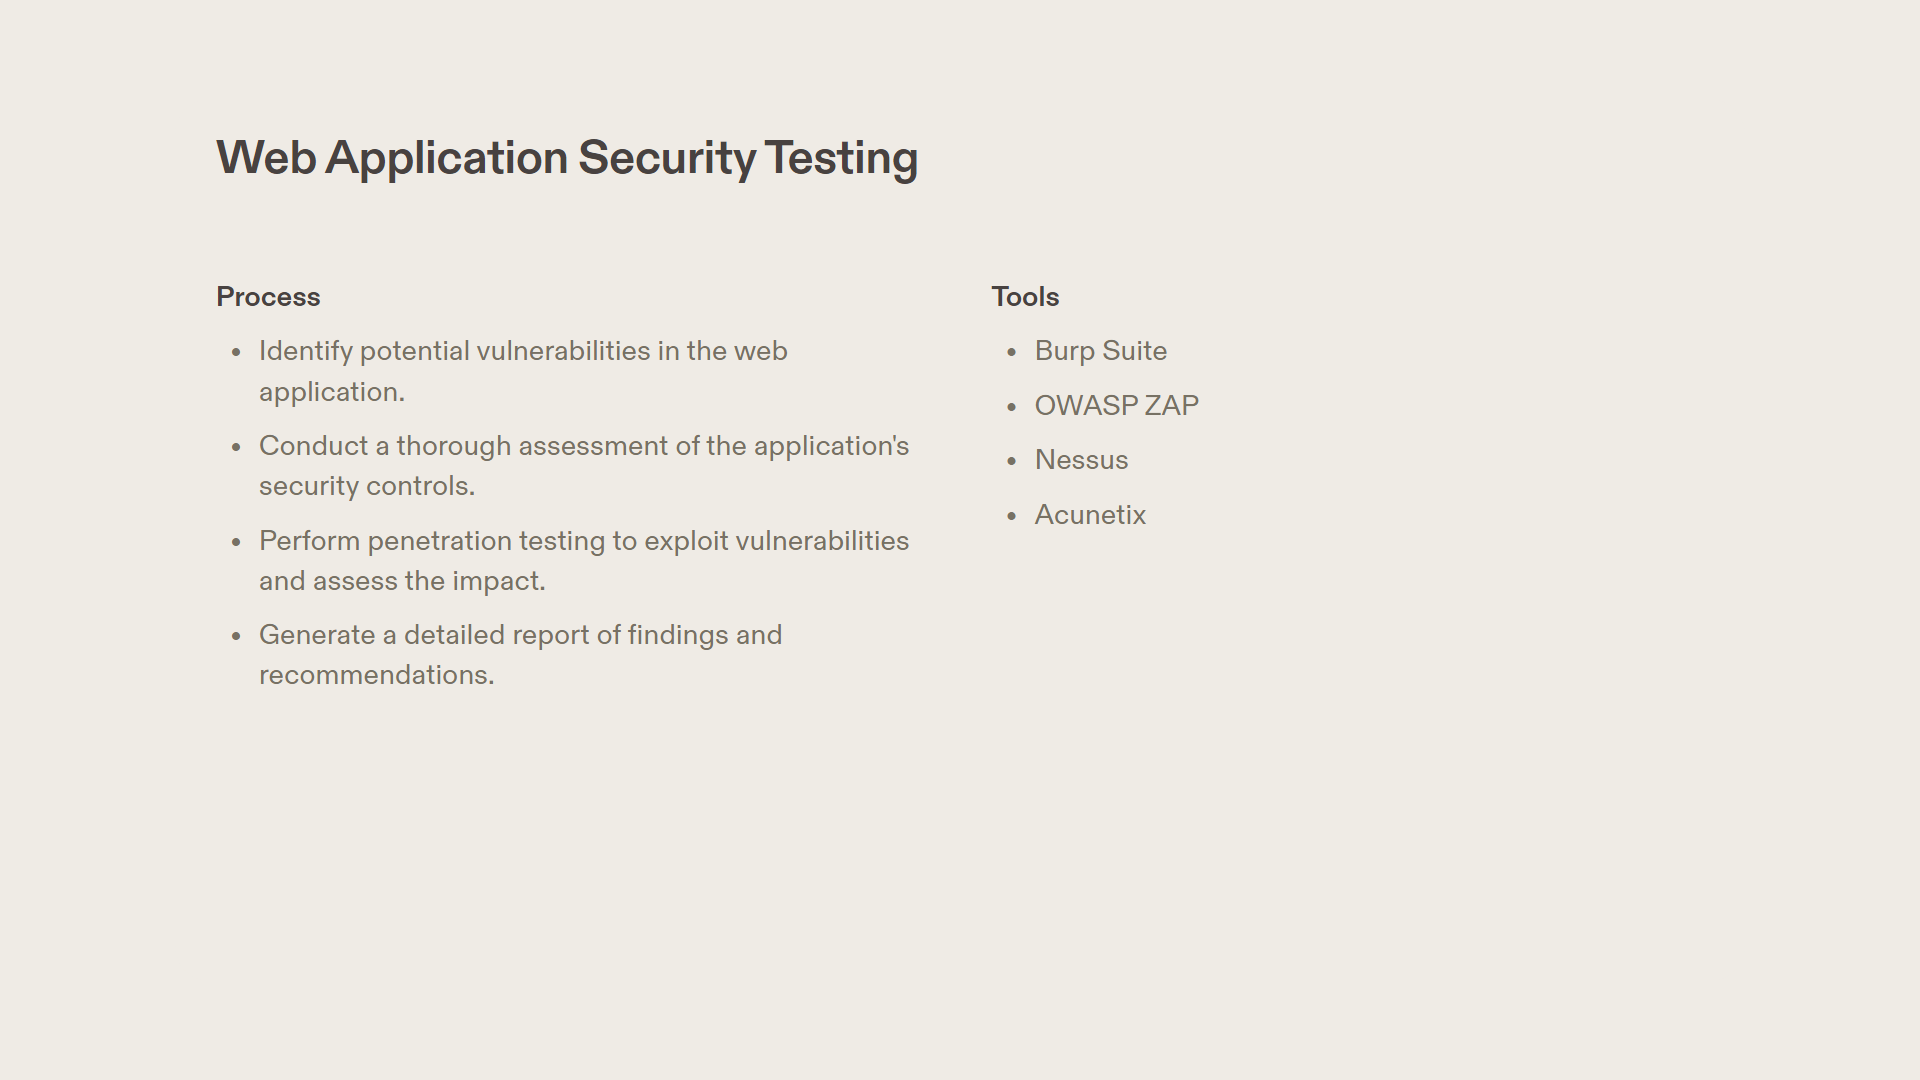 Web Application Security Testing
Process
• Identify potential vulnerabilities in the web
application.
• Conduct a thorough assessment of the application's
security controls.
• Perform penetration testing to exploit vulnerabilities
and assess the impact.
• Generate a detailed report of findings and
recommendations.
Tools
• Burp Suite
• OWASP ZAP
• Nessus
• Acunetix